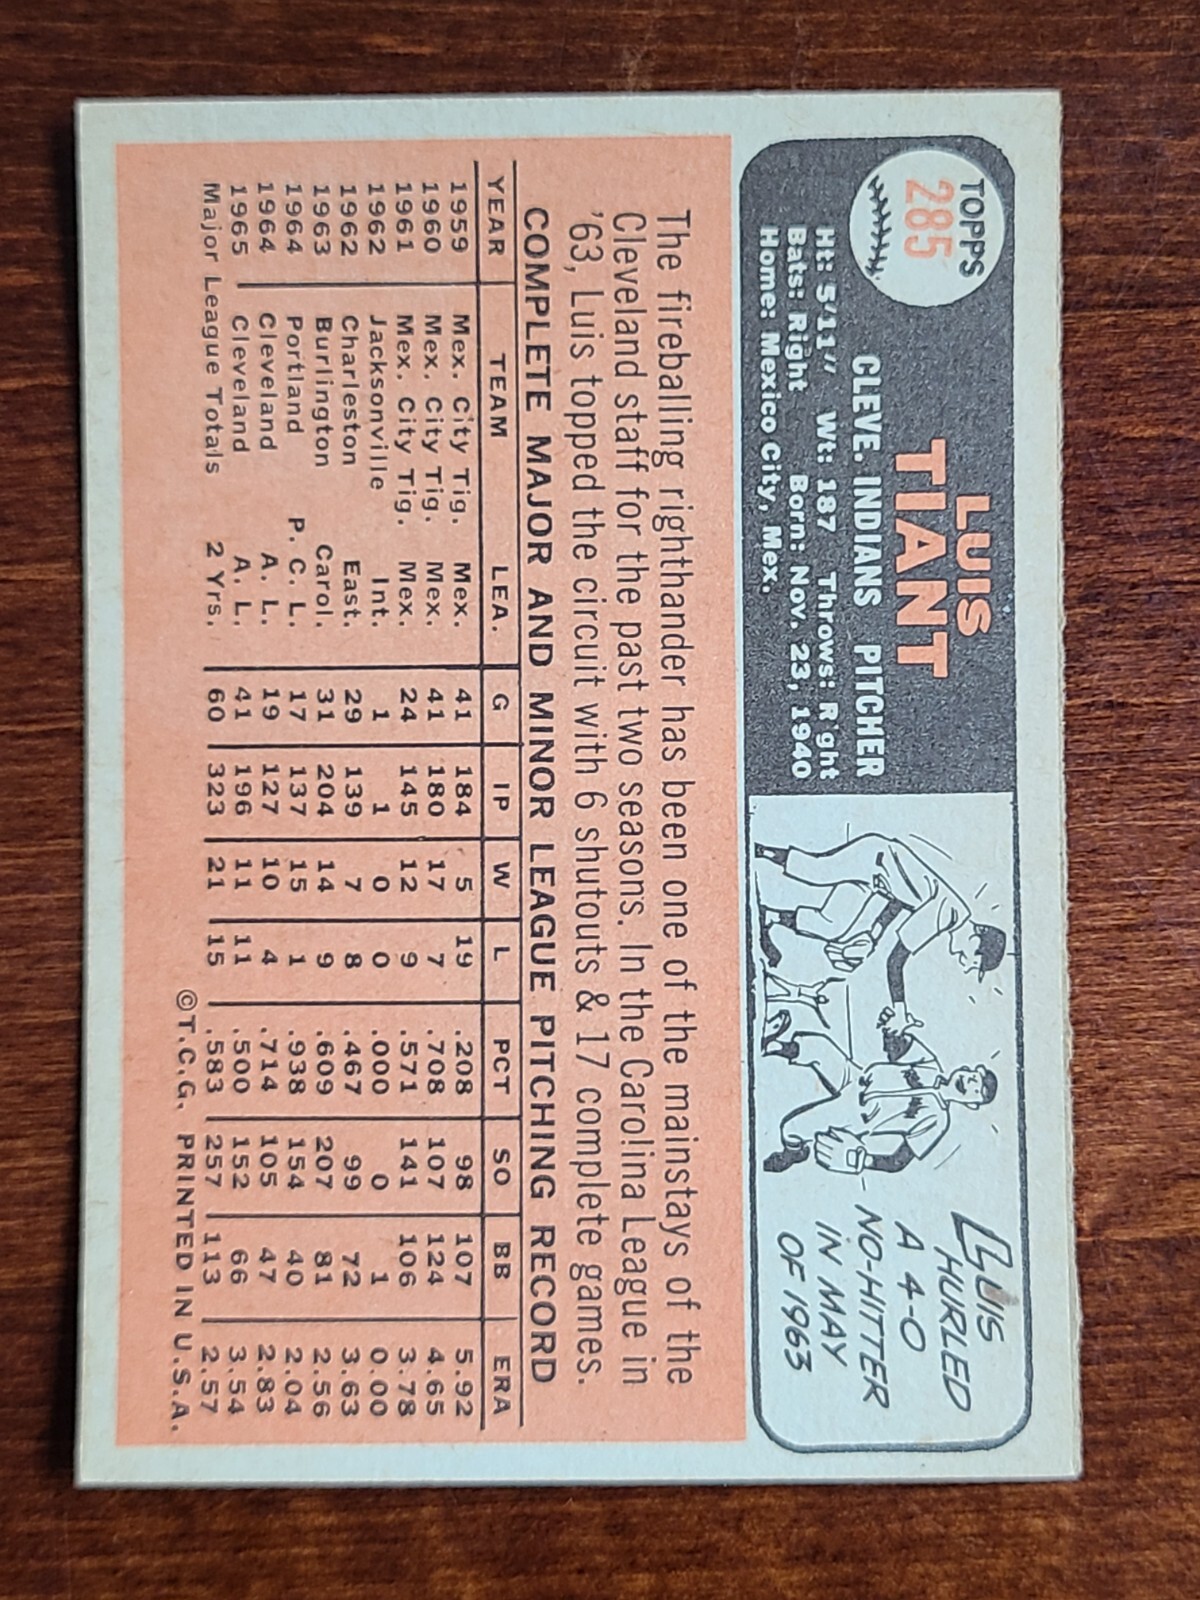 TOPPS
285
LUIS
TIANT
CLEVE. INDIANS PITCHER
Ht: 5'11" Wt: 187 Throws: Right
Bats: Right Born: Nov. 23, 1940
Home: Mexico City, Mex.
LUIS
HURLED
A 4-0
NO-HITTER
IN MAY
OF 1963
The fireballing righthander has been one of the mainstays of the
Cleveland staff for the past two seasons. In the Carolina League in
'63, Luis topped the circuit with 6 shutouts & 17 complete games.
COMPLETE MAJOR AND MINOR LEAGUE PITCHING RECORD
YEAR TEAM LEA. G IP W L PCT SO BB ERA
1959 Mex. City Tig. Mex. 41 184 5 19 .208 98 107 5.92
1960 Mex. City Tig. Mex. 41 180 17 7 .708 107 124 4.65
1961 Mex. City Tig. Mex. 24 145 12 9 .571 141 106 3.78
1962 Jacksonville Int. 1 1 0 0 .000 0 1 0.00
1962 Charleston East. 29 139 7 8 .467 99 72 3.63
1963 Burlington Carol. 31 204 14 9 .609 207 81 2.56
1964 Portland P. C. L. 17 137 15 1 .938 154 40 2.04
1964 Cleveland A. L. 19 127 10 4 .714 105 47 2.83
1965 Cleveland A. L. 41 196 11 11 .500 152 66 3.54
Major League Totals 2 Yrs. 60 323 21 15 .583 257 113 2.57
©T.C.G. PRINTED IN U.S.A.